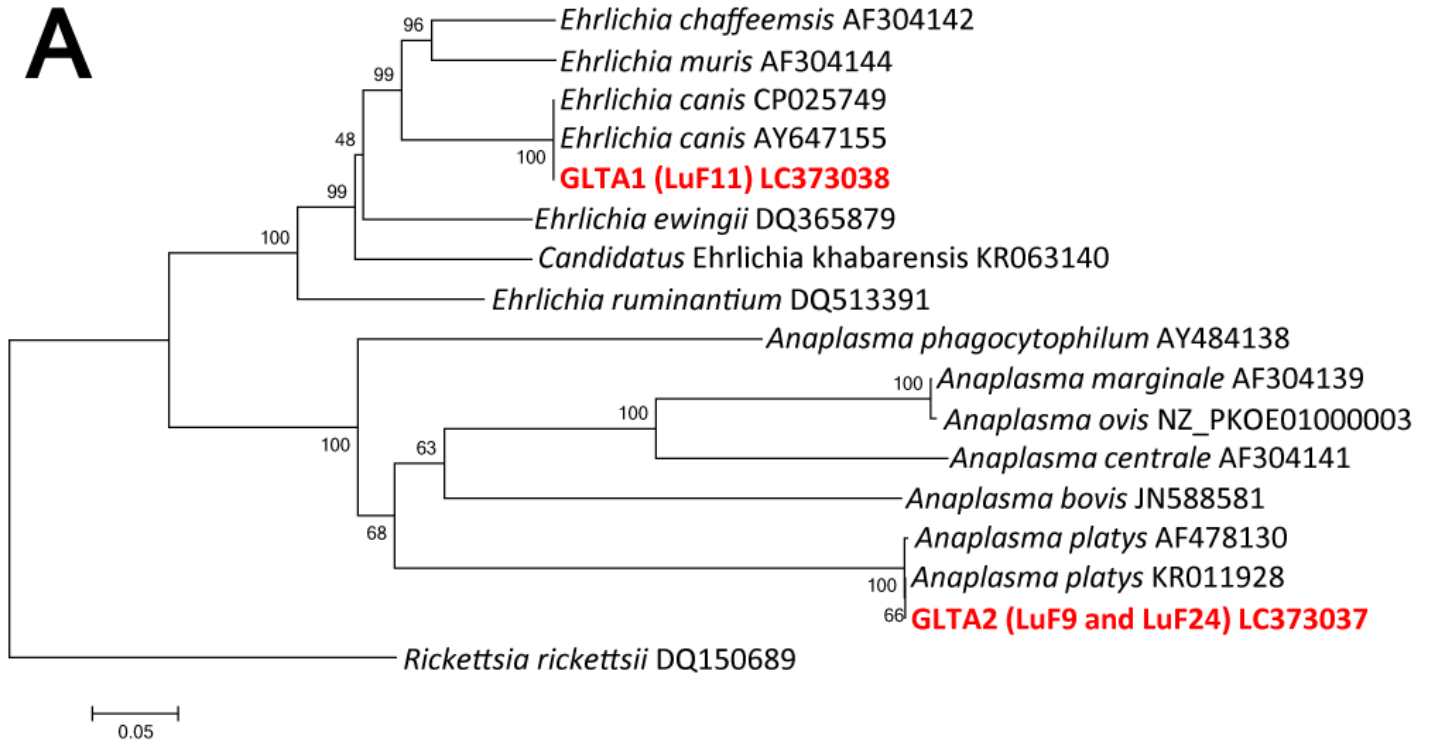 A
96
Ehrlichia chaffeemsis AF304142
Ehrlichia muris AF304144
99
Ehrlichia canis CP025749
Ehrlichia canis AY647155
48
100
GLTA1 (LuF11) LC373038
99
Ehrlichia ewingii DQ365879
100
Candidatus Ehrlichia khabarensis KR063140
Ehrlichia ruminantium DQ513391
Anaplasma phagocytophilum AY484138
100
Anaplasma marginale AF304139
100
Anaplasma ovis NZ_PKOE01000003
100
63
Anaplasma centrale AF304141
Anaplasma bovis JN588581
68
Anaplasma platys AF478130
100
Anaplasma platys KR011928
66
GLTA2 (LuF9 and LuF24) LC373037
Rickettsia rickettsii DQ150689
0.05